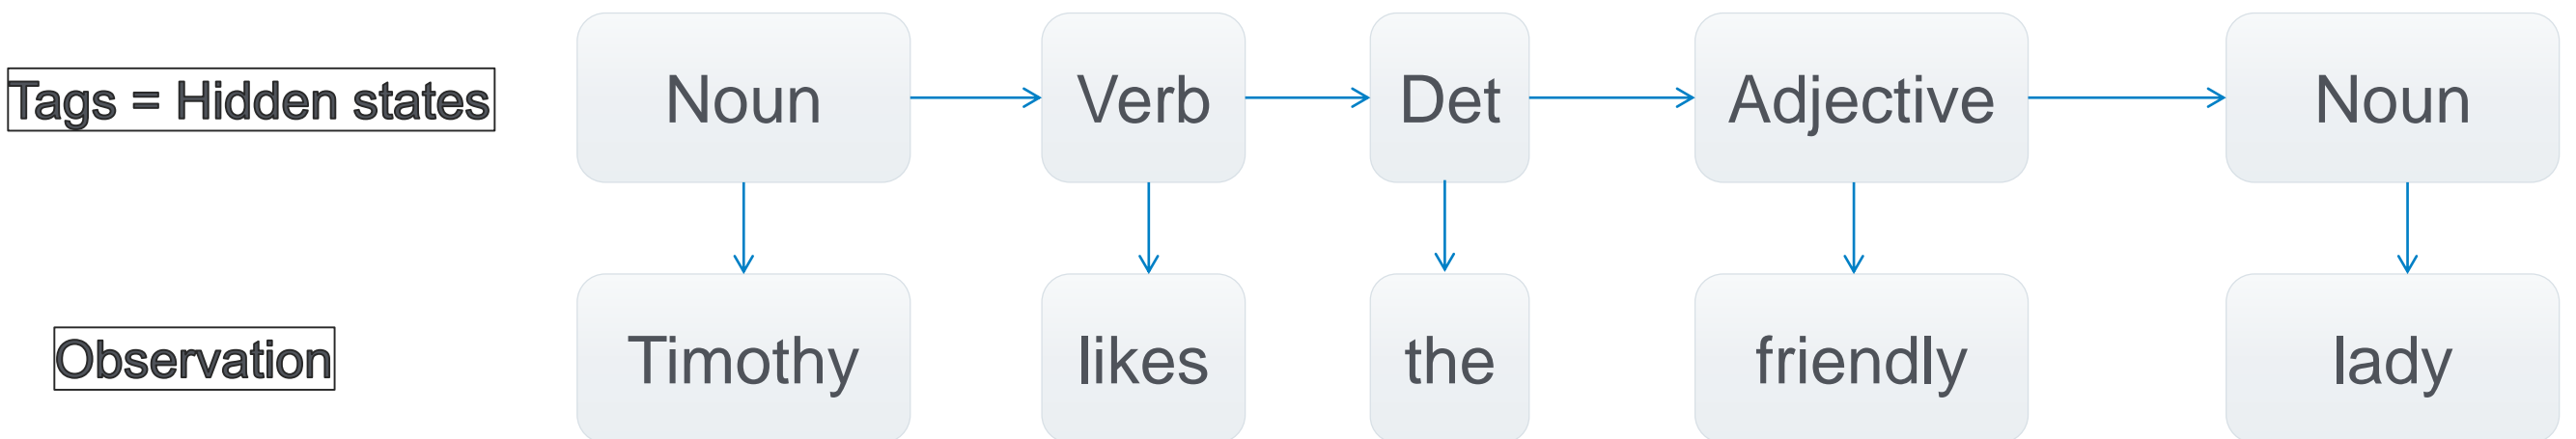 Tags = Hidden states
Noun
Verb
Det
Adjective
Noun
Observation
Timothy
likes
the
friendly
lady